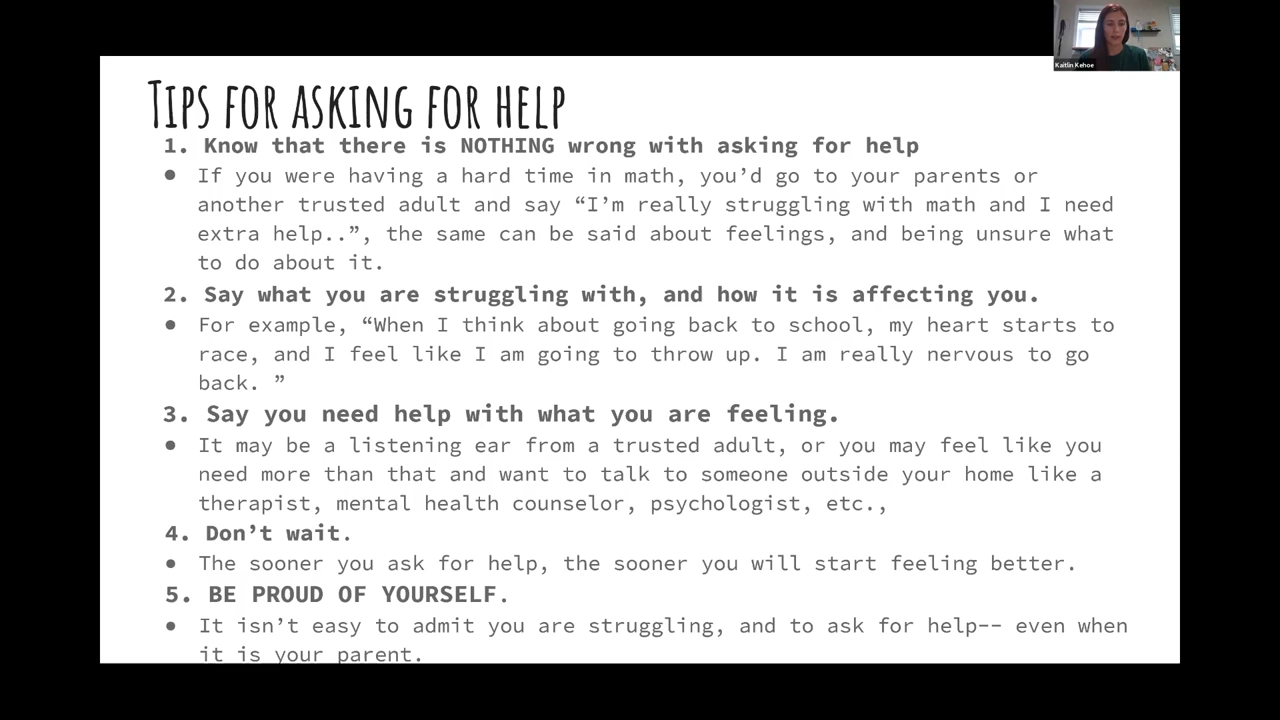 Kaitlin Kehoe
TIPS FOR ASKING FOR HELP
1. Know that there is NOTHING wrong with asking for help
● If you were having a hard time in math, you’d go to your parents or
another trusted adult and say “I’m really struggling with math and I need
extra help..”, the same can be said about feelings, and being unsure what
to do about it.
2. Say what you are struggling with, and how it is affecting you.
● For example, “When I think about going back to school, my heart starts to
race, and I feel like I am going to throw up. I am really nervous to go
back. ”
3. Say you need help with what you are feeling.
● It may be a listening ear from a trusted adult, or you may feel like you
need more than that and want to talk to someone outside your home like a
therapist, mental health counselor, psychologist, etc.,
4. Don’t wait.
● The sooner you ask for help, the sooner you will start feeling better.
5. BE PROUD OF YOURSELF.
● It isn’t easy to admit you are struggling, and to ask for help-- even when
it is your parent.